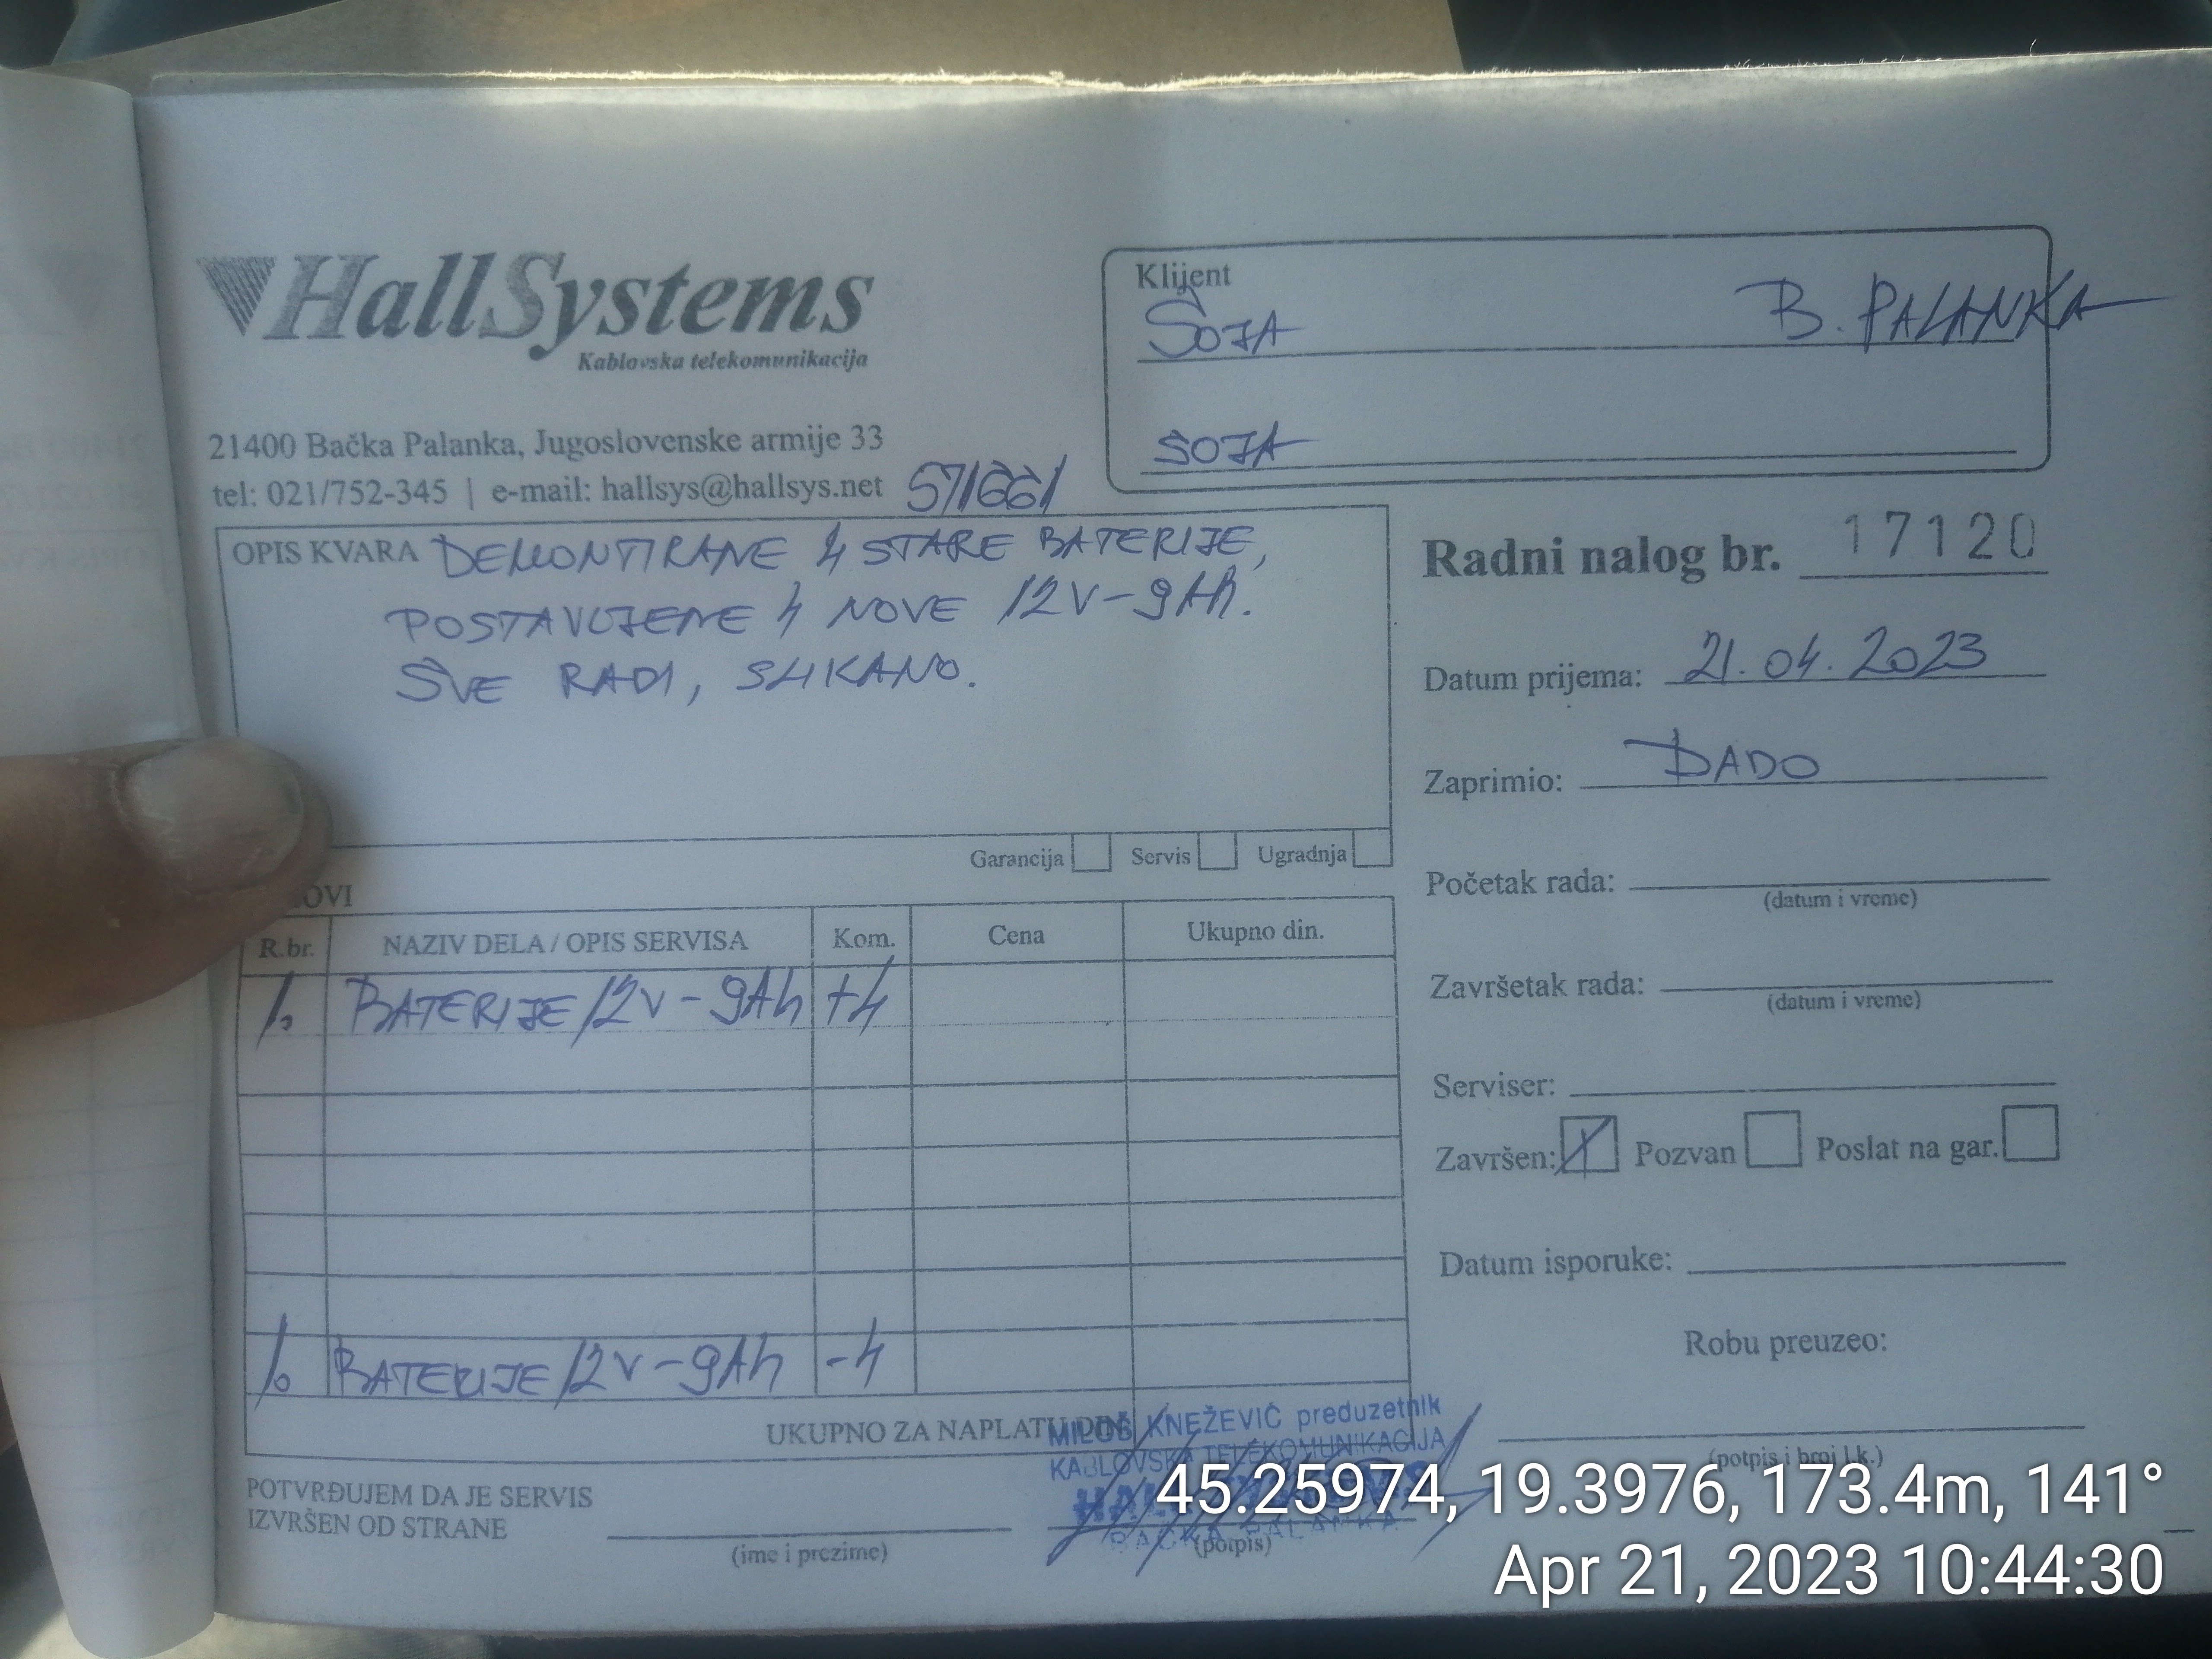 HallSystems
Kablovska telekomunikacija
21400 Bačka Palanka, Jugoslovenske armije 33
tel: 021/752-345 | e-mail: hallsys@hallsys.net
571661
Klijent
SOJA B. PALANKA
SOJA
OPIS KVARA DEMONTIRANE 4 STARE BATERIJE,
POSTAVLJENE 4 NOVE 12V-9Ah.
SVE RADI, SLIKANO.
Garancija Servis Ugradnja
Radni nalog br. 17120
Datum prijema: 21.04.2023
Zaprimio: DADO
Početak rada:
(datum i vreme)
Završetak rada:
(datum i vreme)
Serviser:
Završen: Pozvan Poslat na gar.
Datum isporuke:
Robu preuzeo:
(potpis i broj l.k.)
OVI
R.br. NAZIV DELA / OPIS SERVISA Kom. Cena Ukupno din.
1. BATERIJE 12V-9Ah +4
1. BATERIJE 12V-9Ah -4
UKUPNO ZA NAPLATU DIN.
MILOŠ KNEŽEVIĆ preduzetnik
KABLOVSKA TELEKOMUNIKACIJA
BAČKA PALANKA
POTVRĐUJEM DA JE SERVIS
IZVRŠEN OD STRANE
(ime i prezime)
(potpis)
45.25974, 19.3976, 173.4m, 141°
Apr 21, 2023 10:44:30